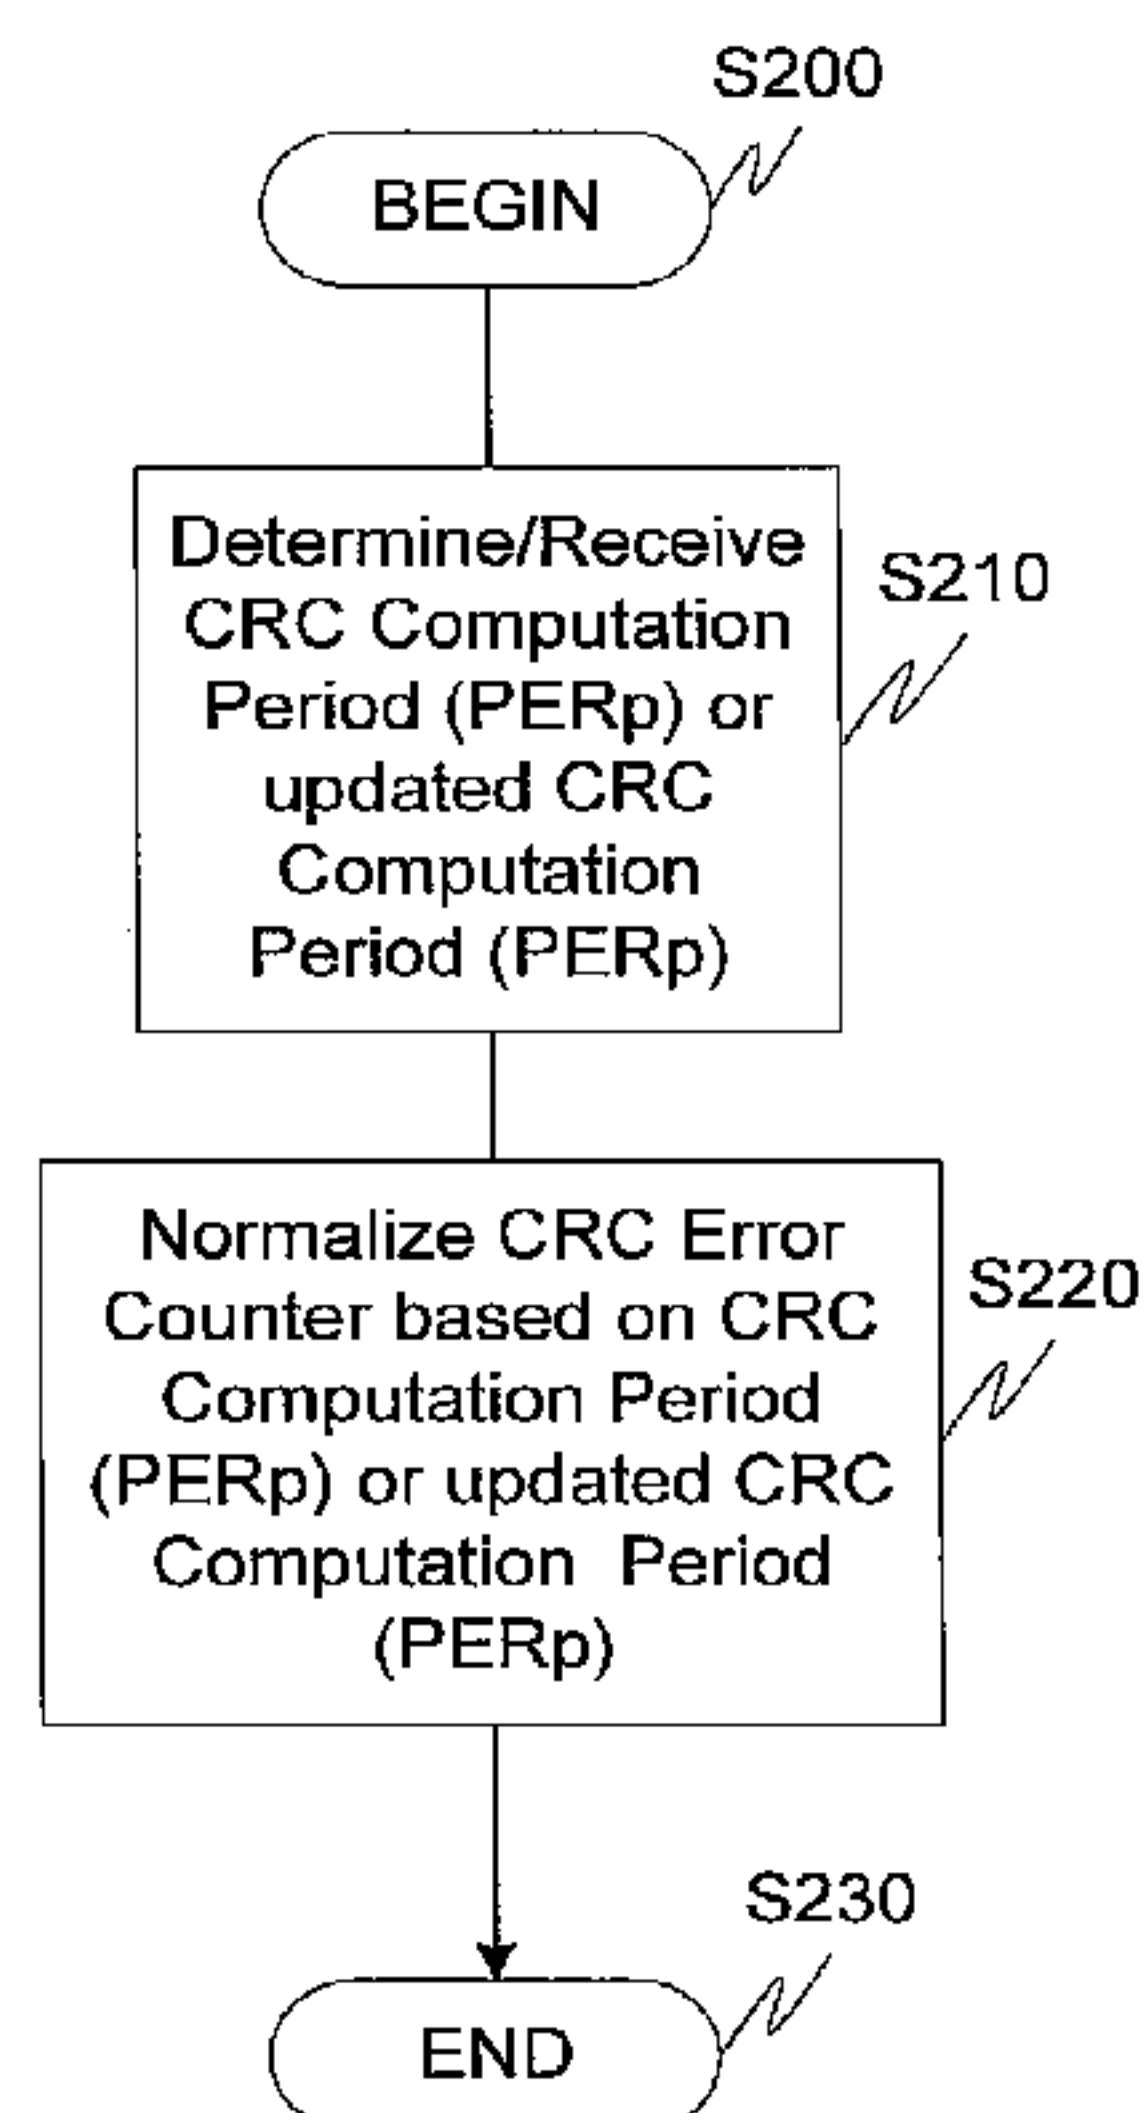 S200
BEGIN
Determine/Receive
S210
CRC Computation
Period (PERp) or
updated CRC
Computation
Period (PERp)
Normalize CRC Error
S220
Counter based on CRC
Computation Period
(PERp) or updated CRC
Computation Period
(PERp)
S230
END